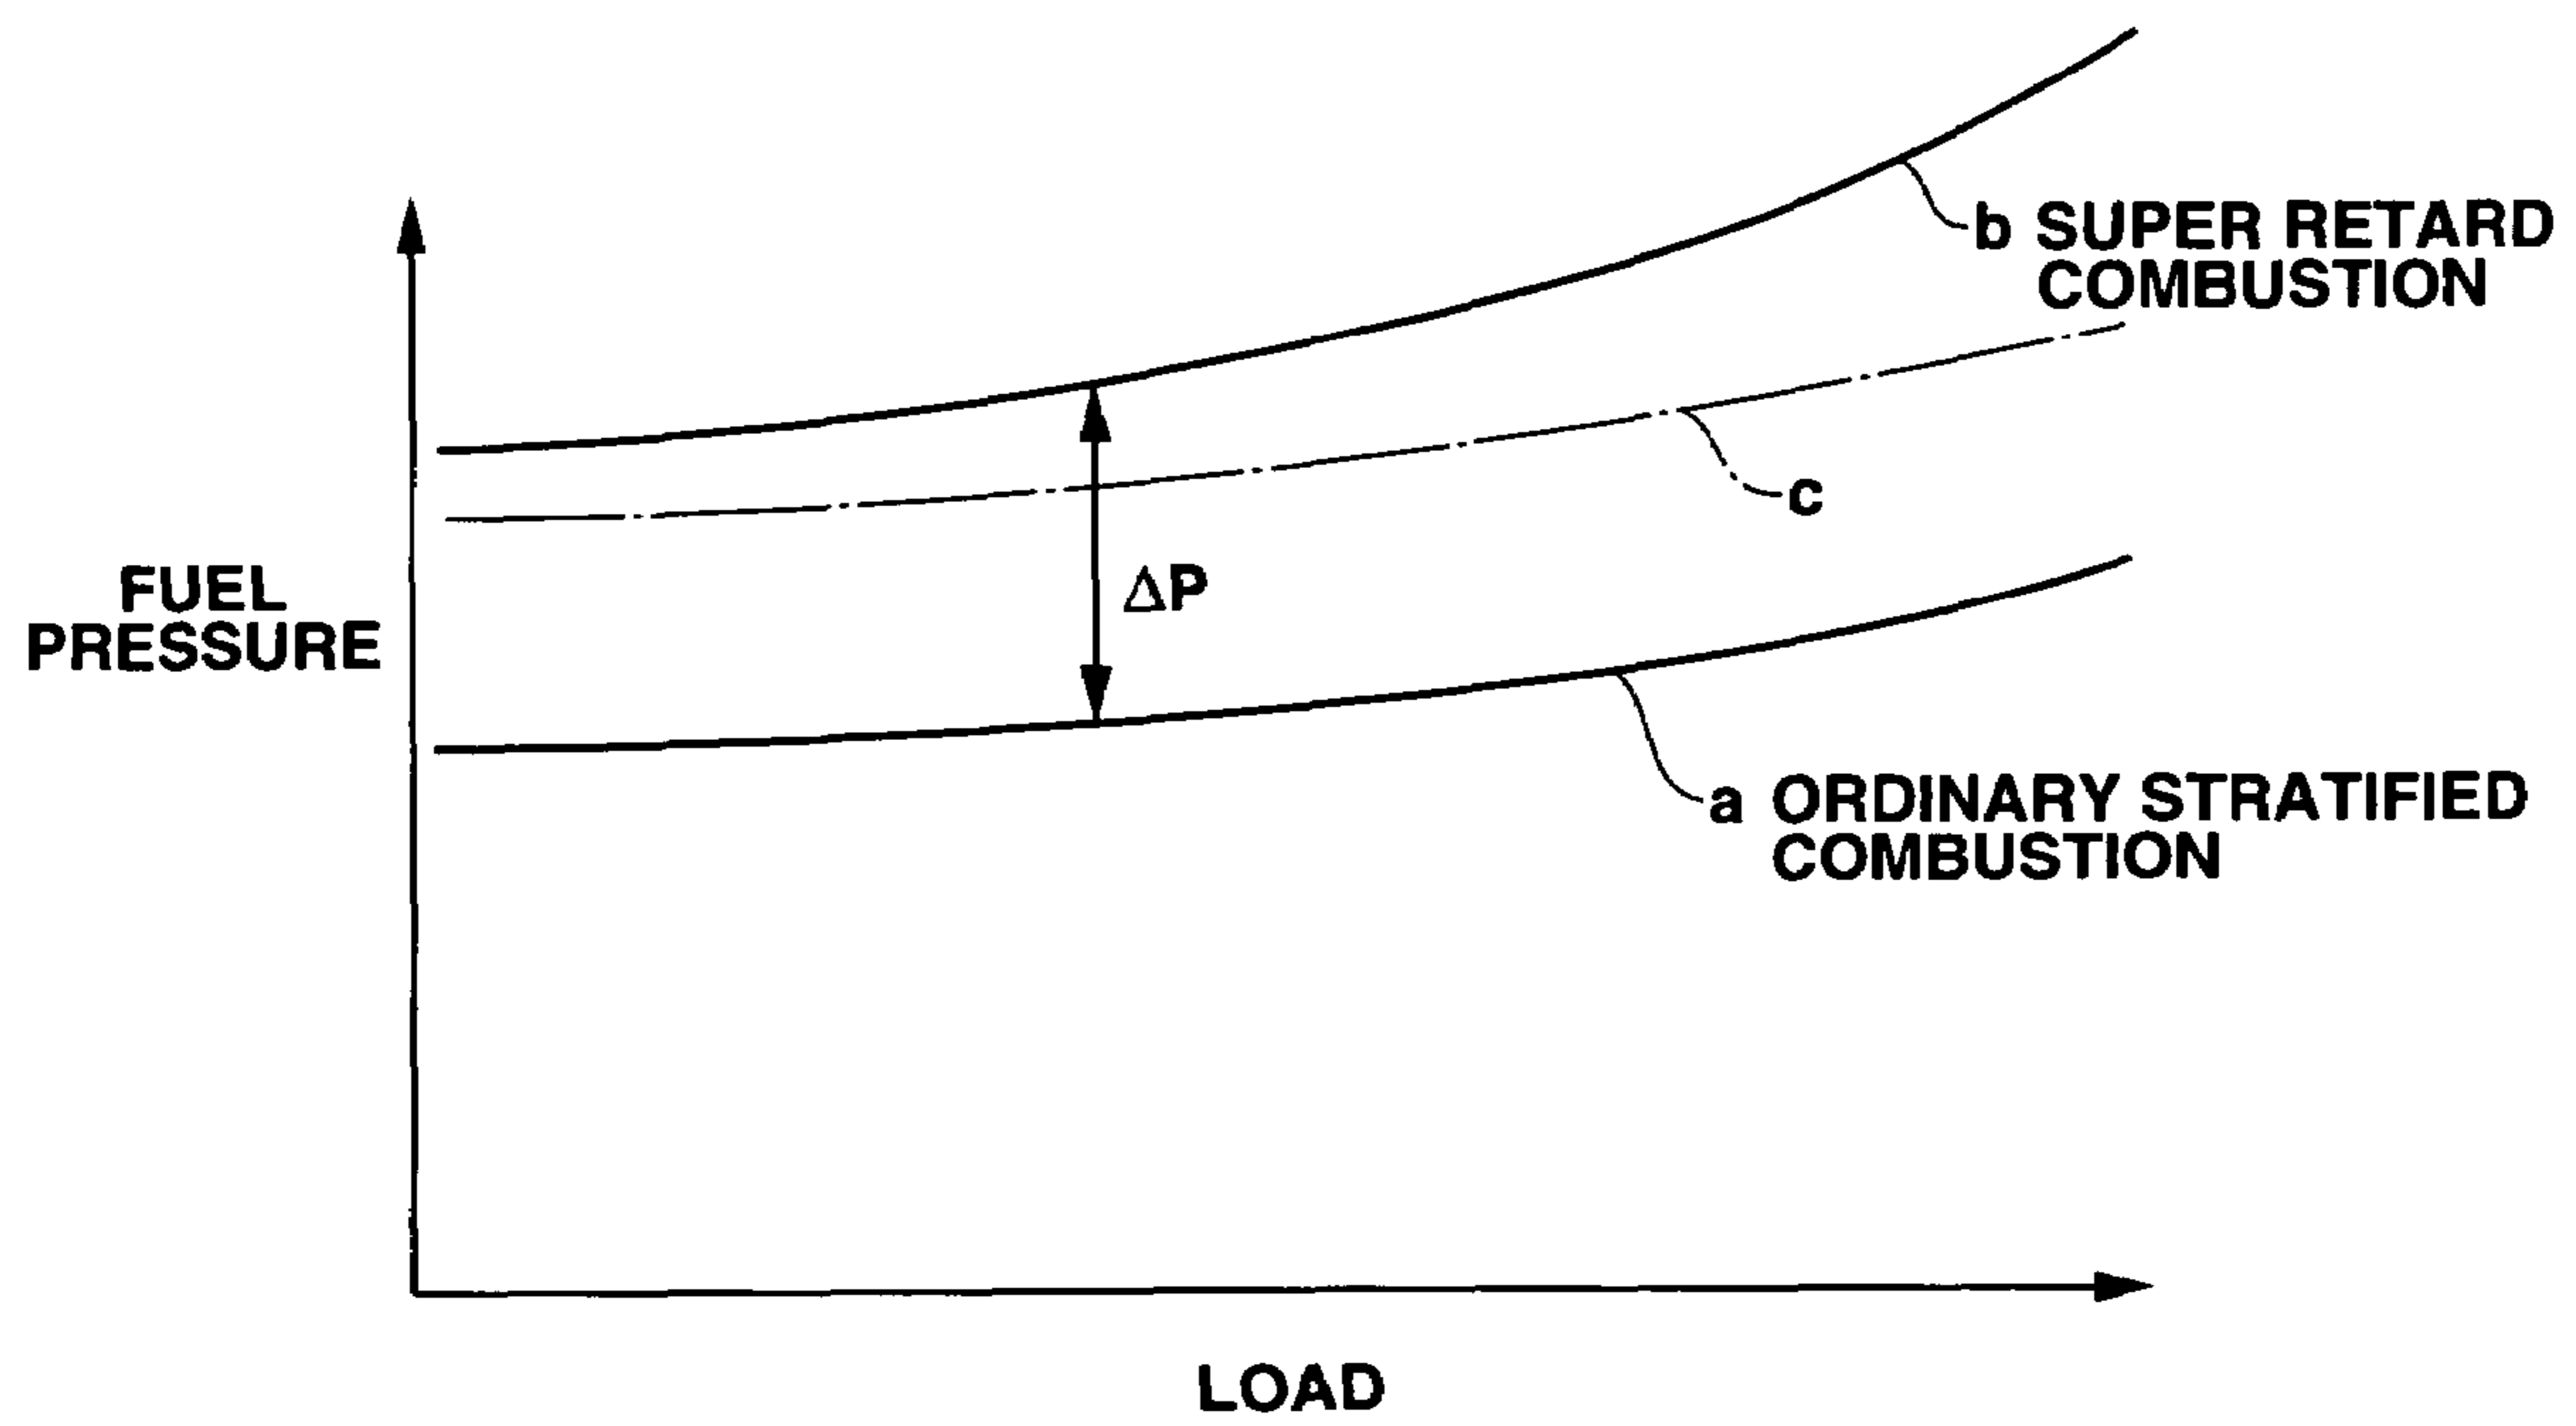 b SUPER RETARD
COMBUSTION
c
FUEL
PRESSURE
ΔP
a ORDINARY STRATIFIED
COMBUSTION
LOAD